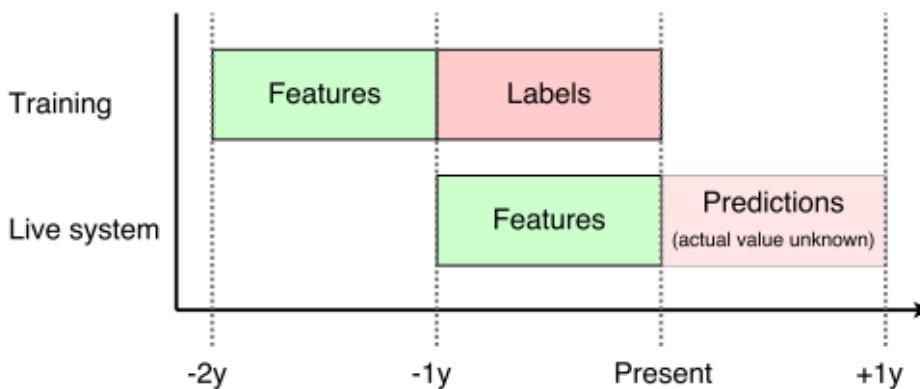 Training
Features
Labels
Live system
Features
Predictions
(actual value unknown)
-2y
-1y
Present
+1y